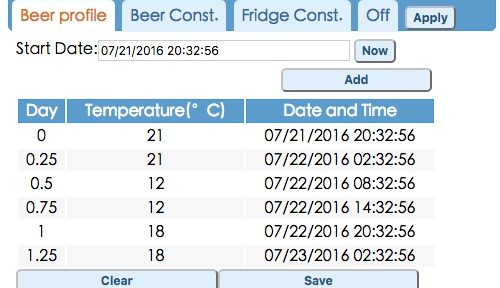 Beer profile Beer Const. Fridge Const. Off Apply
Start Date: 07/21/2016 20:32:56 Now
Add
Day Temperature(° C) Date and Time
0 21 07/21/2016 20:32:56
0.25 21 07/22/2016 02:32:56
0.5 12 07/22/2016 08:32:56
0.75 12 07/22/2016 14:32:56
1 18 07/22/2016 20:32:56
1.25 18 07/23/2016 02:32:56
Clear Save